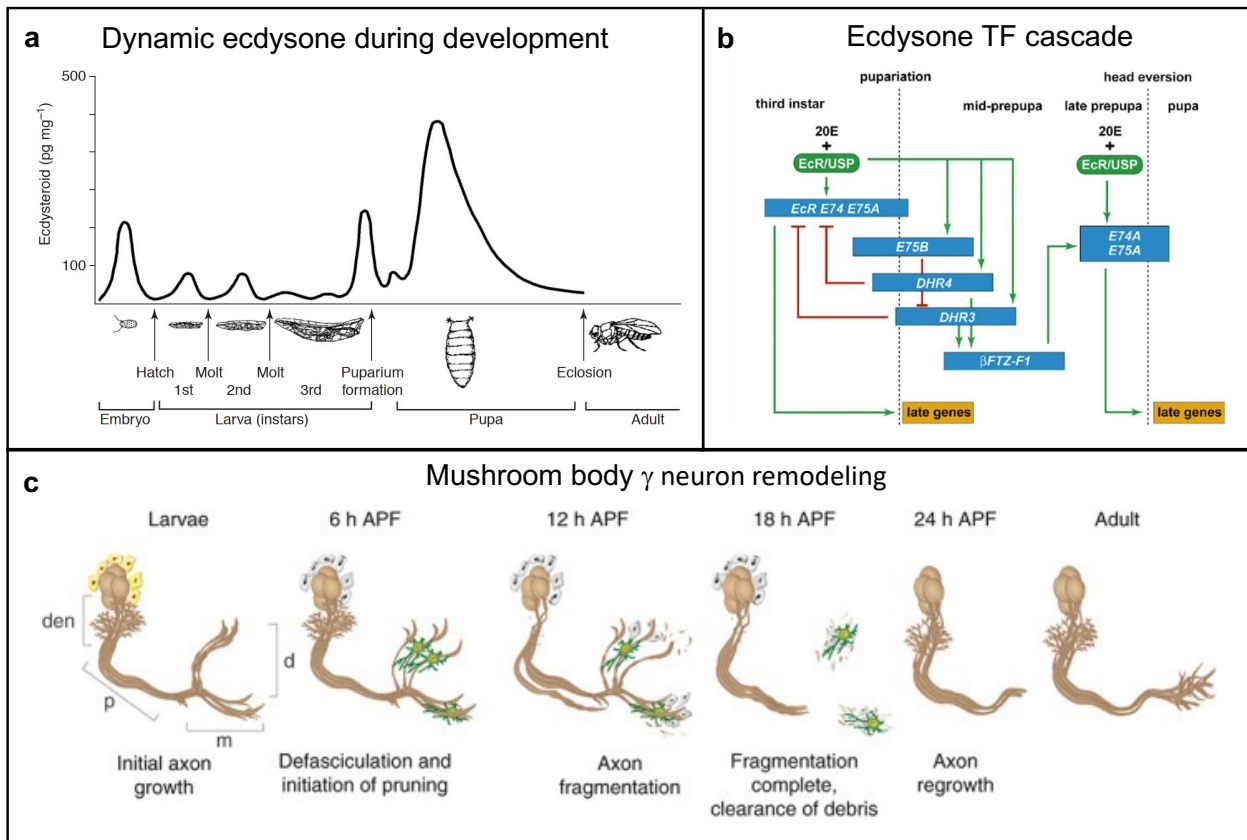 a Dynamic ecdysone during development
500
100
Ecdysteroid (pg mg⁻¹)
Hatch Molt Molt Puparium formation Eclosion
1st 2nd 3rd
Embryo Larva (instars) Pupa Adult
b Ecdysone TF cascade
pupariation head eversion
third instar mid-prepupa late prepupa pupa
20E 20E
+ +
EcR/USP EcR/USP
EcR E74 E75A
E74A
E75A
E75B
DHR4
DHR3
βFTZ-F1
late genes late genes
c Mushroom body γ neuron remodeling
Larvae 6 h APF 12 h APF 18 h APF 24 h APF Adult
den
d
p
m
Initial axon
growth
Defasciculation and
initiation of pruning
Axon
fragmentation
Fragmentation
complete,
clearance of debris
Axon
regrowth